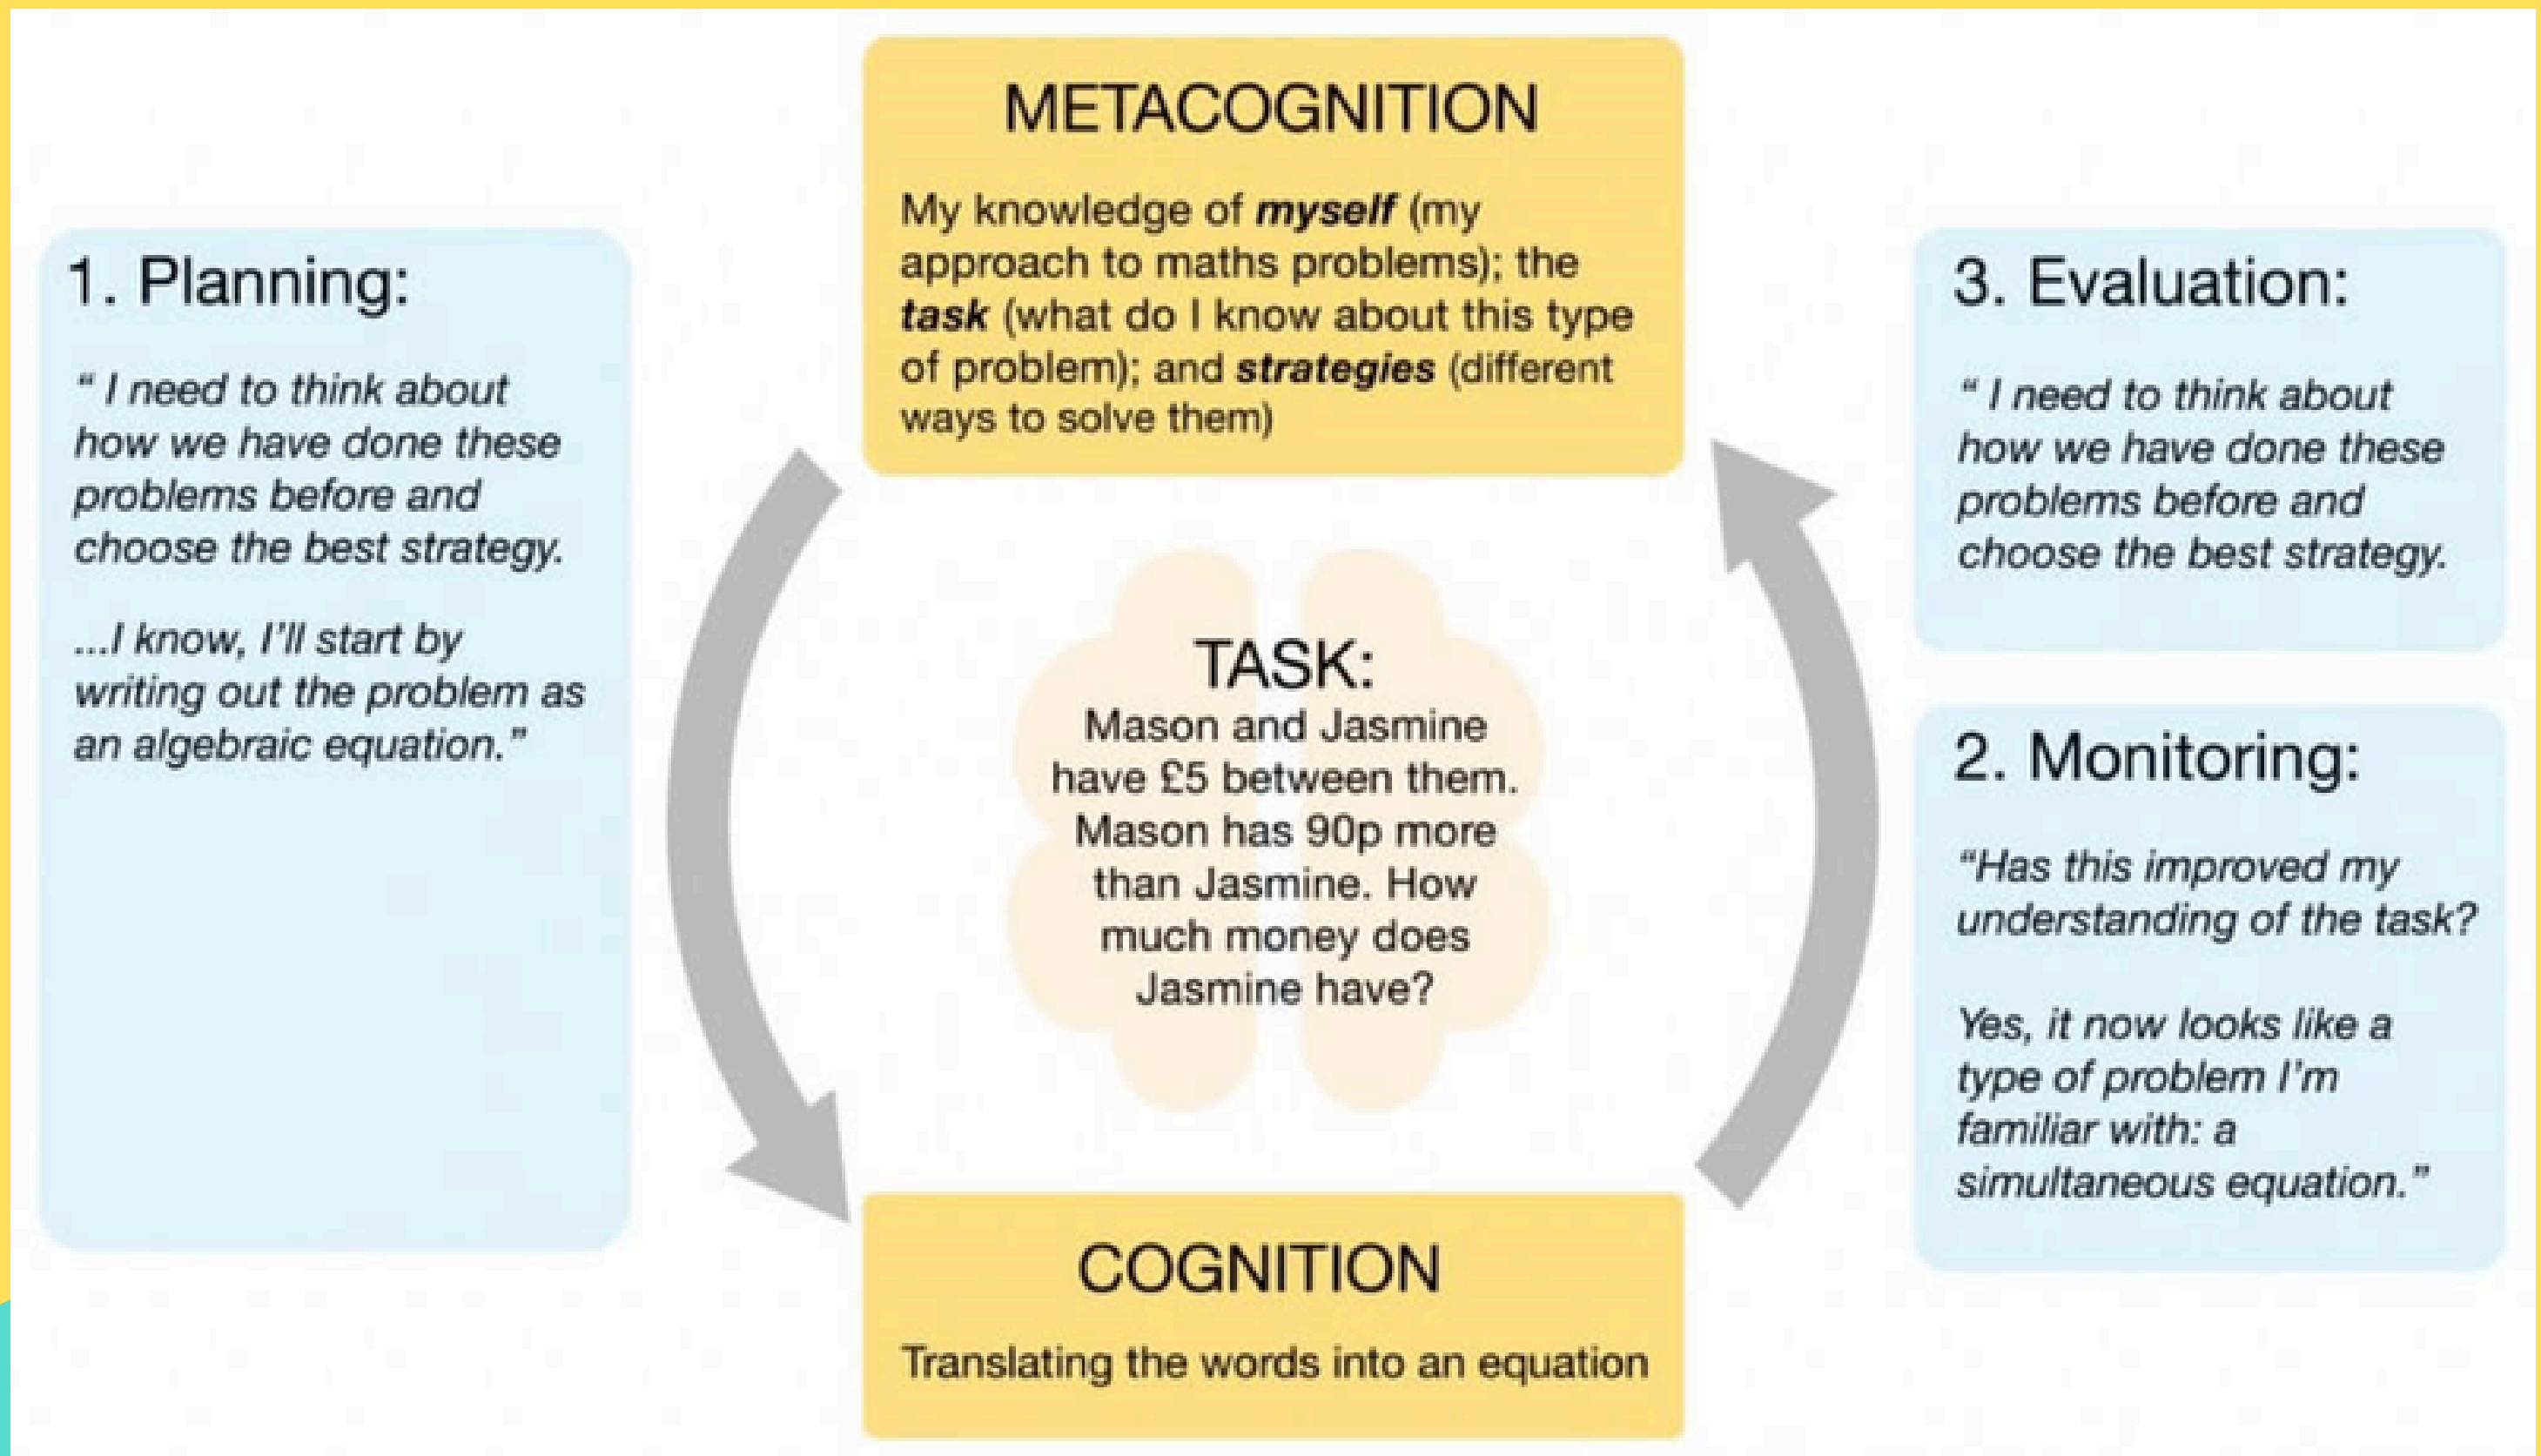 METACOGNITION
My knowledge of myself (my
approach to maths problems); the
task (what do I know about this type
of problem); and strategies (different
ways to solve them)
1. Planning:
“ I need to think about
how we have done these
problems before and
choose the best strategy.
...I know, I’ll start by
writing out the problem as
an algebraic equation.”
TASK:
Mason and Jasmine
have £5 between them.
Mason has 90p more
than Jasmine. How
much money does
Jasmine have?
COGNITION
Translating the words into an equation
3. Evaluation:
“ I need to think about
how we have done these
problems before and
choose the best strategy.
2. Monitoring:
“Has this improved my
understanding of the task?
Yes, it now looks like a
type of problem I’m
familiar with: a
simultaneous equation.”